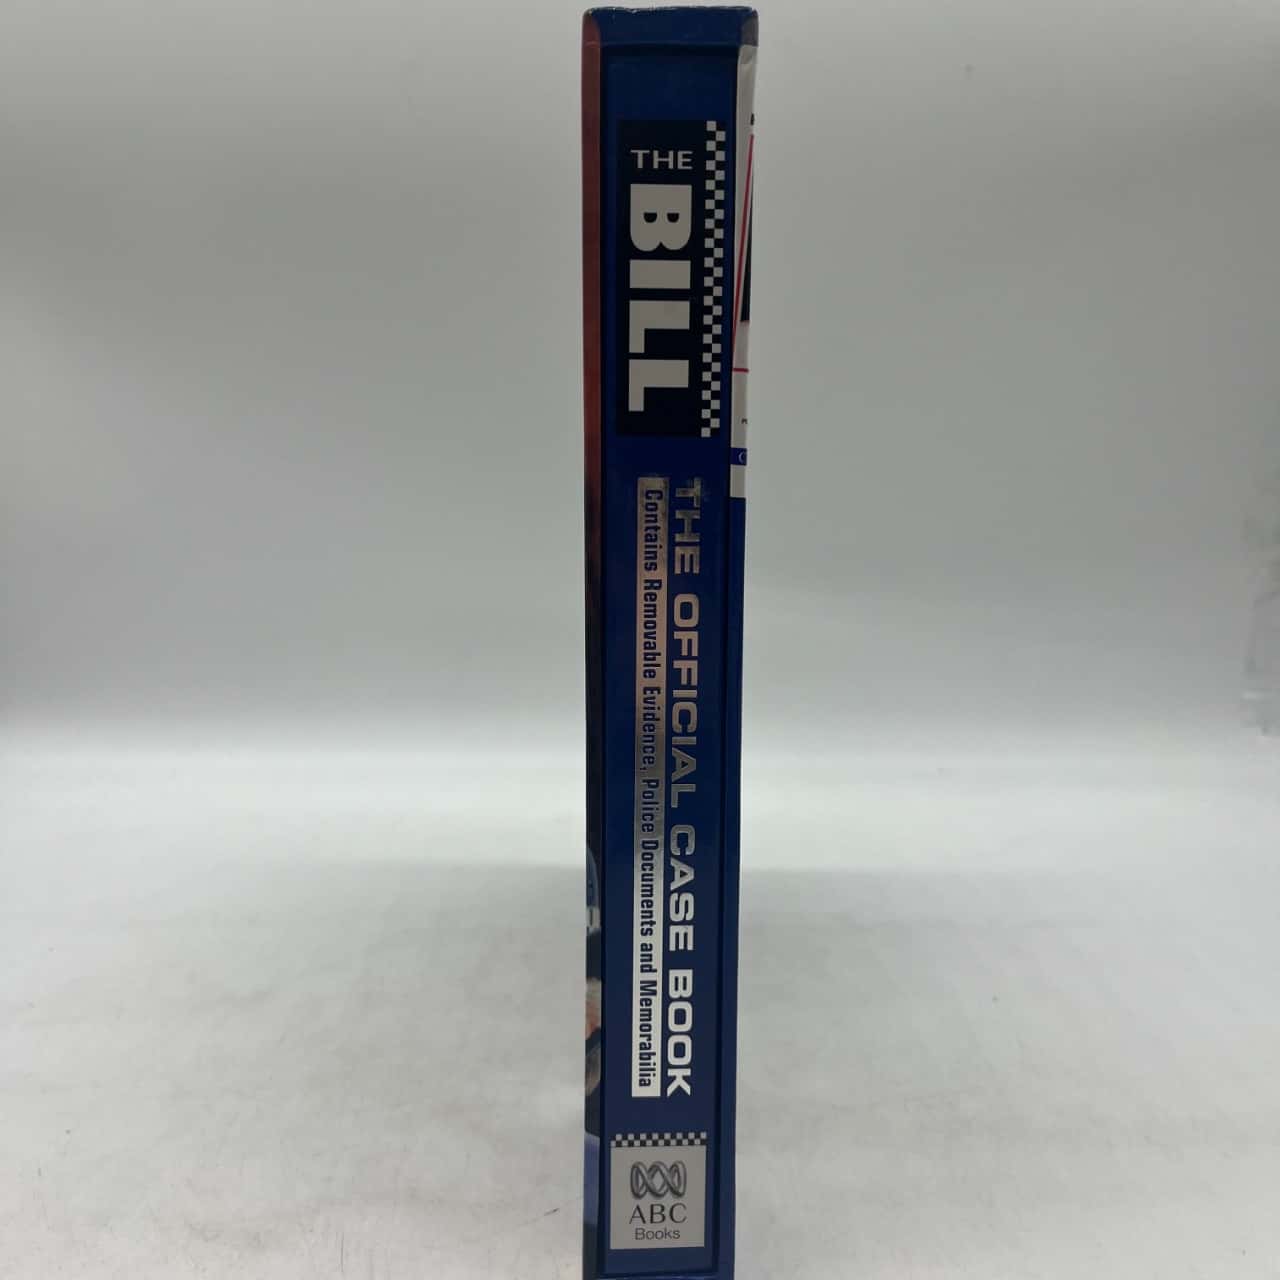 THE
BILL
THE OFFICIAL CASE BOOK
Contains Removable Evidence, Police Documents and Memorabilia
ABC
Books